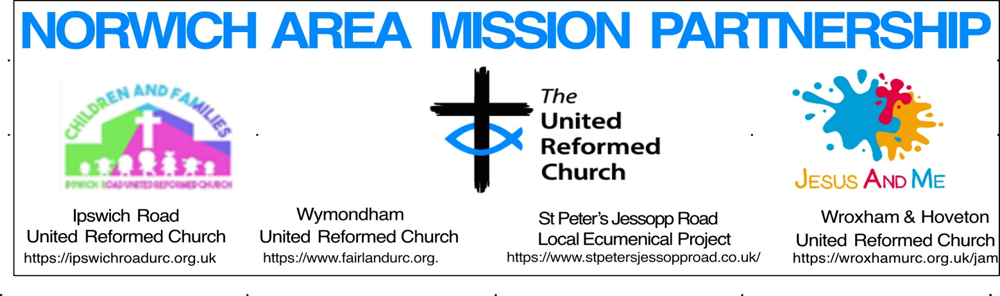 NORWICH AREA MISSION PARTNERSHIP
CHILDREN AND FAMILIES
IPSWICH ROAD UNITED REFORMED CHURCH
The
United
Reformed
Church
JESUS AND ME
Ipswich Road
United Reformed Church
https://ipswichroadurc.org.uk
Wymondham
United Reformed Church
https://www.fairlandurc.org.
St Peter's Jessopp Road
Local Ecumenical Project
https://www.stpetersjessopproad.co.uk/
Wroxham & Hoveton
United Reformed Church
https://wroxhamurc.org.uk/jam